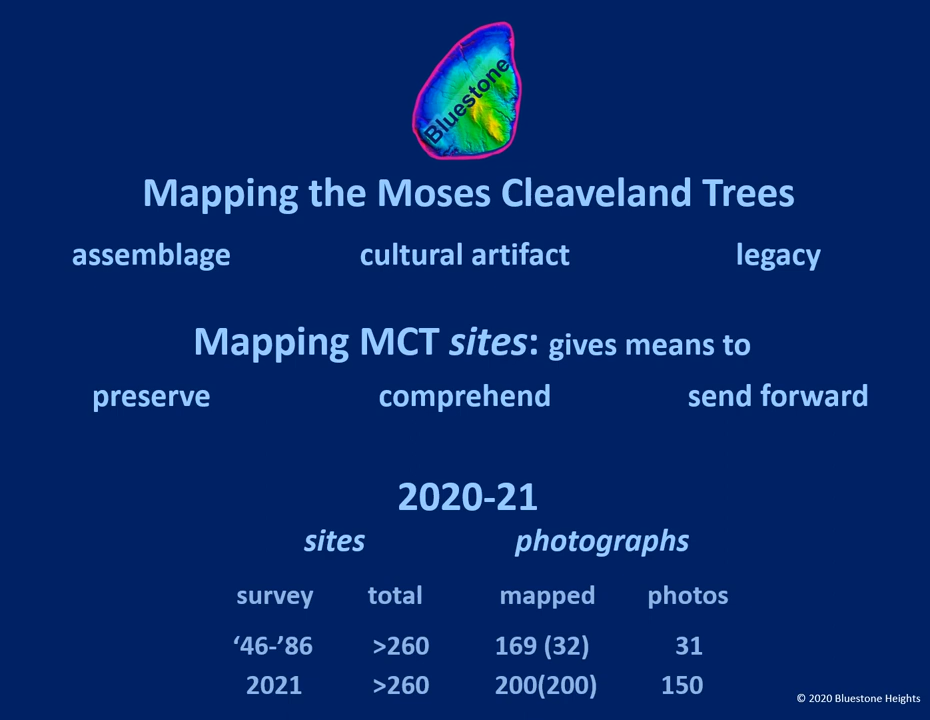 Bluestone
Mapping the Moses Cleaveland Trees
assemblage cultural artifact legacy
Mapping MCT sites: gives means to
preserve comprehend send forward
2020-21
sites photographs
survey total mapped photos
‘46-’86 >260 169 (32) 31
2021 >260 200(200) 150
© 2020 Bluestone Heights